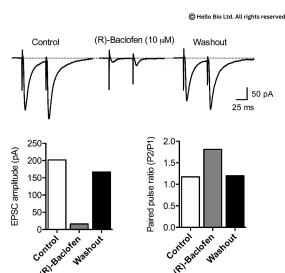 © Hello Bio Ltd. All rights reserved
Control (R)-Baclofen (10 µM) Washout
50 pA
25 ms
EPSC amplitude (pA)
250
200
150
100
50
0
Control
(R)-Baclofen
Washout
Paired pulse ratio (P2/P1)
2.0
1.5
1.0
0.5
0.0
Control
(R)-Baclofen
Washout